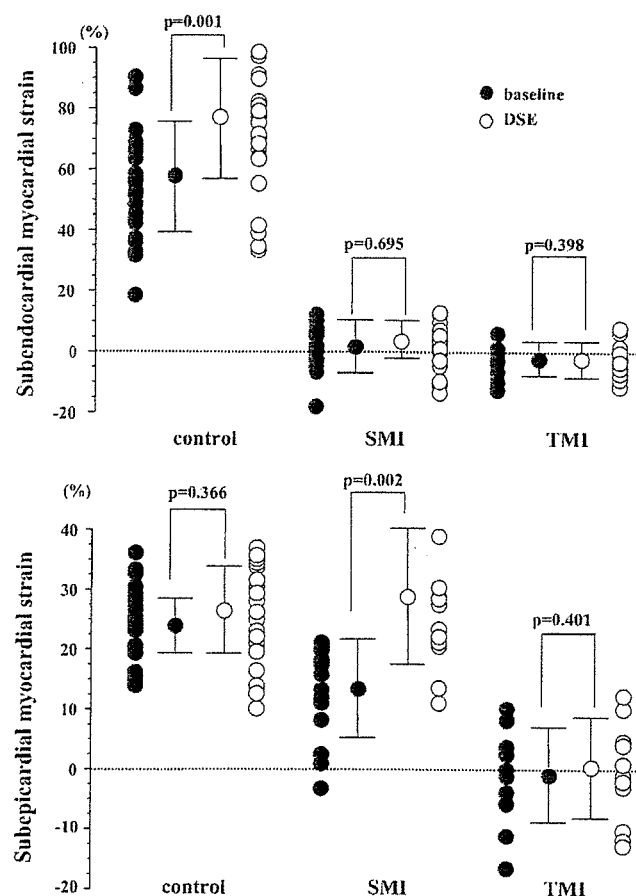 p=0.001
(%)
100
80
60
40
20
0
-20
Subendocardial myocardial strain
baseline
DSE
p=0.695
p=0.398
control SMI TMI
(%)
40
30
20
10
0
-10
-20
Subepicardial myocardial strain
p=0.366
p=0.002
p=0.401
control SMI TMI